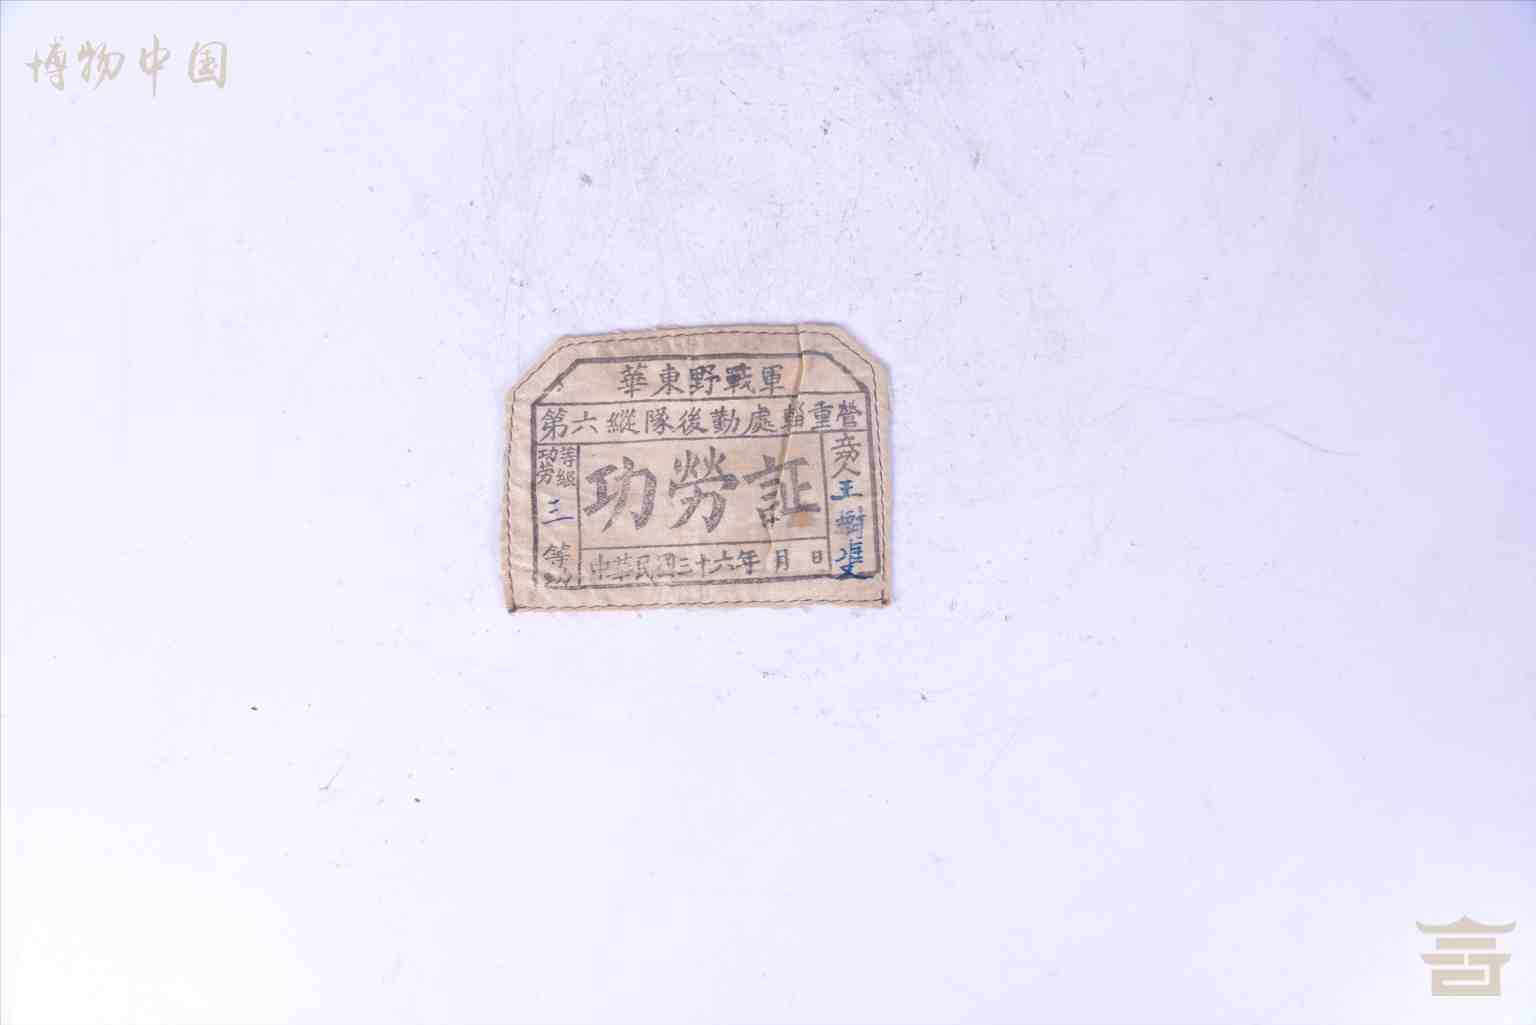 博物中国
華東野戰軍
第六縱隊後勤處輜重營
功勞等級
三等功
功勞証
立功人
王樹
中華民国三十六年 月 日